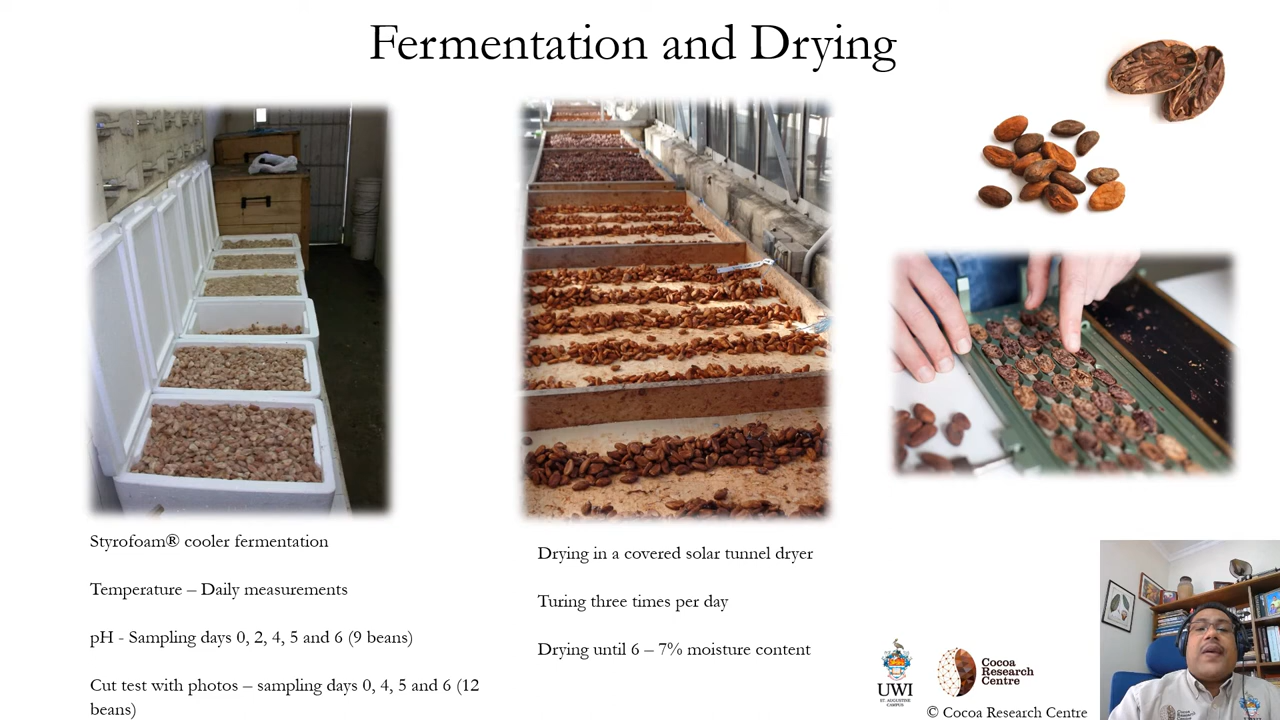 Fermentation and Drying
Styrofoam® cooler fermentation
Temperature – Daily measurements
pH - Sampling days 0, 2, 4, 5 and 6 (9 beans)
Cut test with photos – sampling days 0, 4, 5 and 6 (12
beans)
Drying in a covered solar tunnel dryer
Turing three times per day
Drying until 6 – 7% moisture content
UWI
ST. AUGUSTINE
CAMPUS
Cocoa
Research
Centre
© Cocoa Research Centre